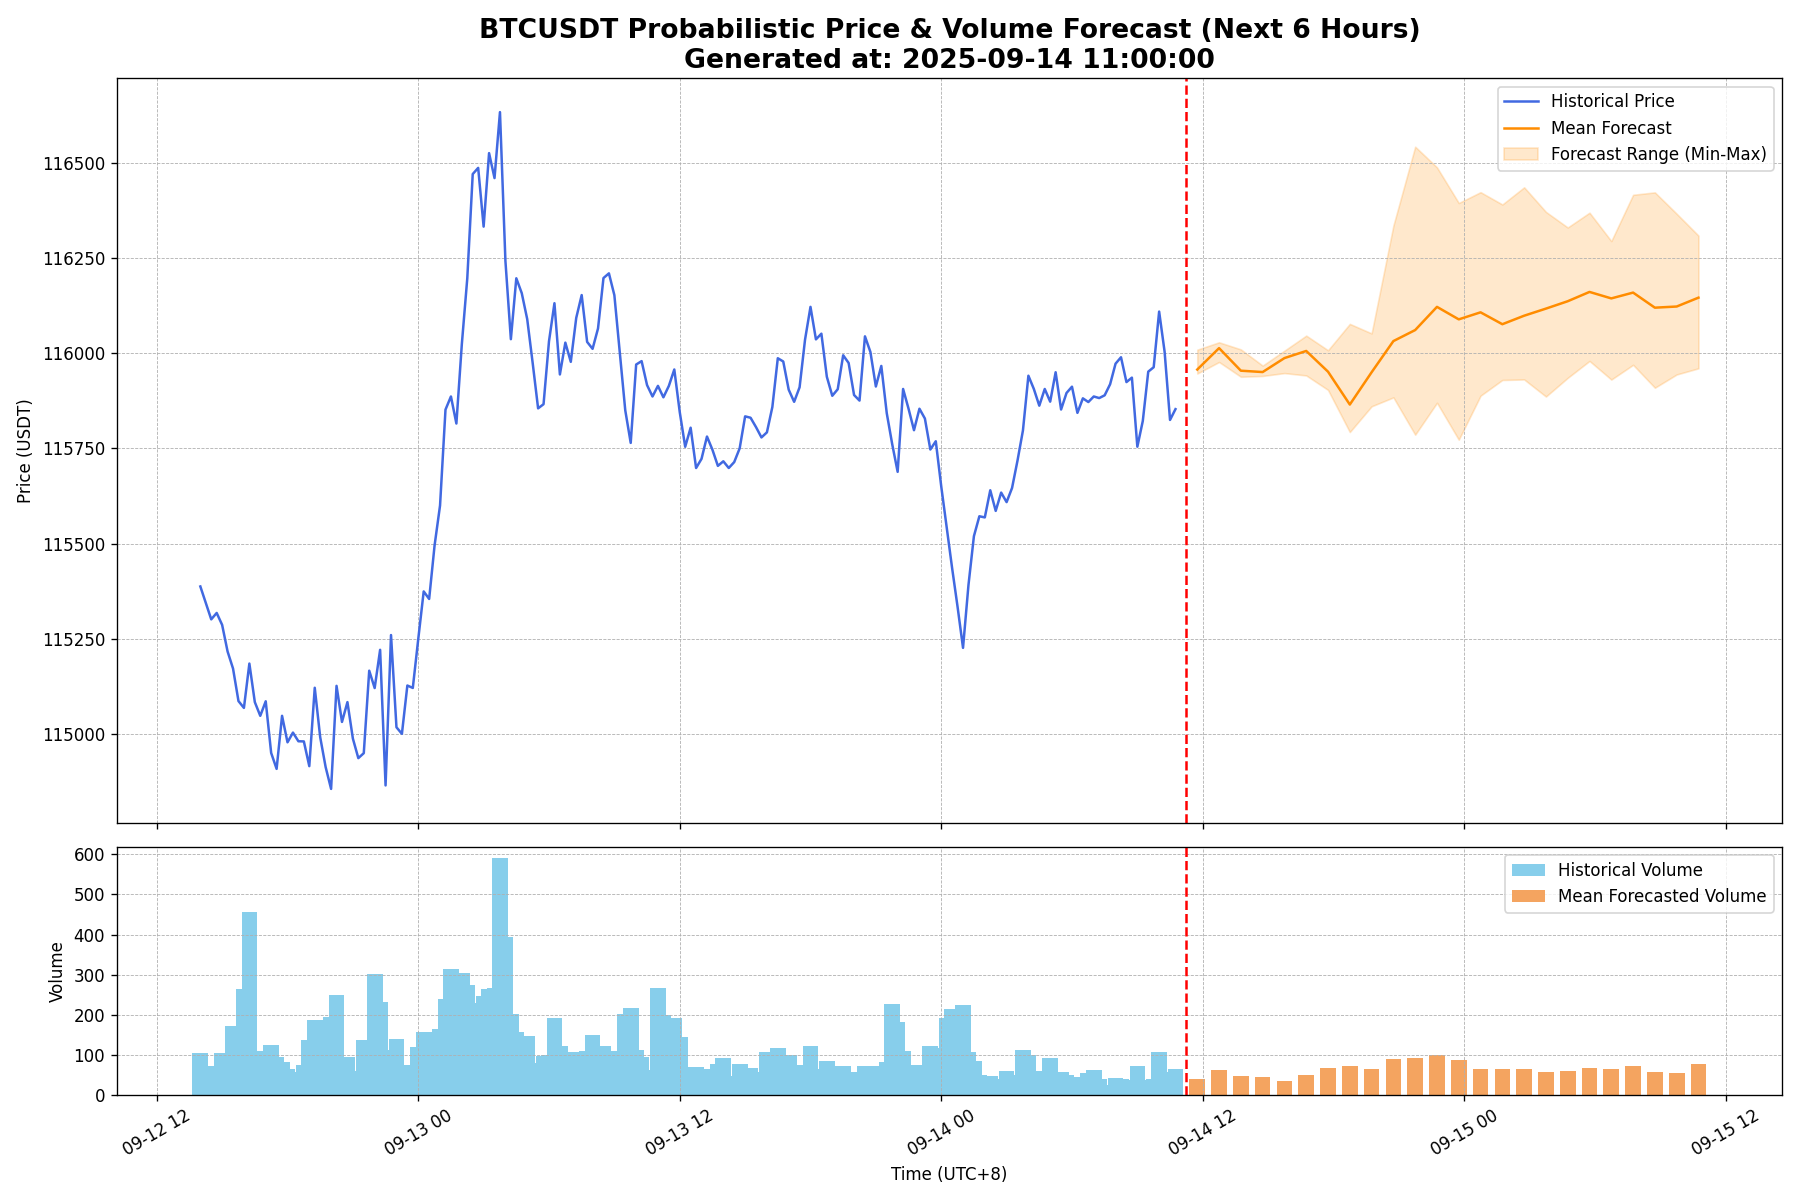 BTCUSDT Probabilistic Price & Volume Forecast (Next 6 Hours)
Generated at: 2025-09-14 11:00:00
Historical Price
Mean Forecast
Forecast Range (Min-Max)
116500
116250
116000
115750
115500
115250
115000
Price (USDT)
Historical Volume
Mean Forecasted Volume
600
500
400
300
200
100
0
Volume
09-12 12
09-13 00
09-13 12
09-14 00
09-14 12
09-15 00
09-15 12
Time (UTC+8)